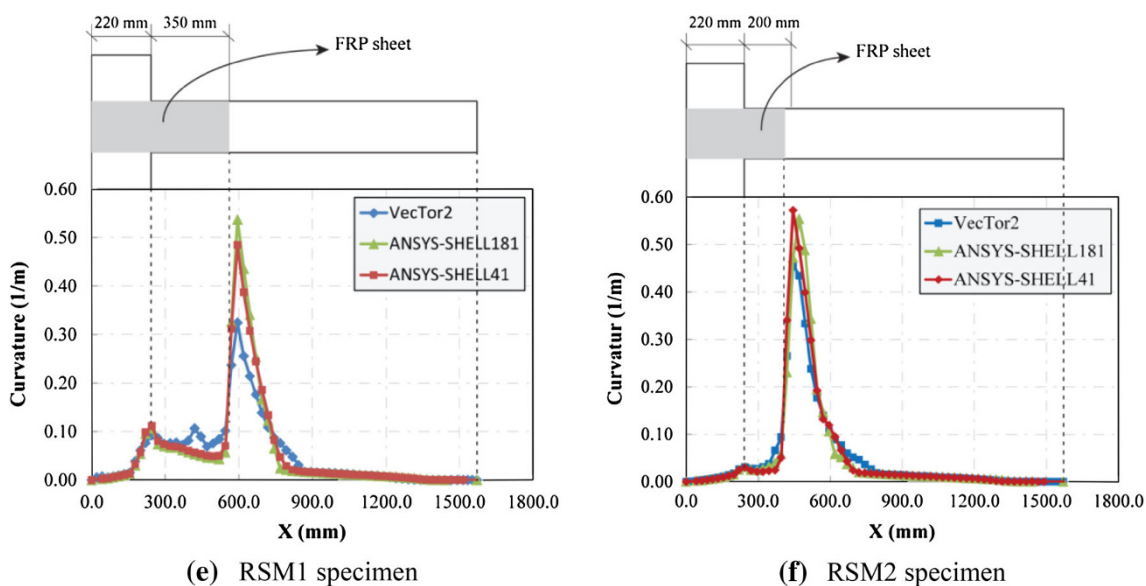 220 mm
350 mm
FRP sheet
0.60
0.50
0.40
0.30
0.20
0.10
0.00
Curvature (1/m)
VecTor2
ANSYS-SHELL181
ANSYS-SHELL41
0.0
300.0
600.0
900.0
1200.0
1500.0
1800.0
X (mm)
(e) RSM1 specimen
220 mm
200 mm
FRP sheet
0.60
0.50
0.40
0.30
0.20
0.10
0.00
Curvatur (1/m)
VecTor2
ANSYS-SHELL181
ANSYS-SHELL41
0.0
300.0
600.0
900.0
1200.0
1500.0
1800.0
X (mm)
(f) RSM2 specimen